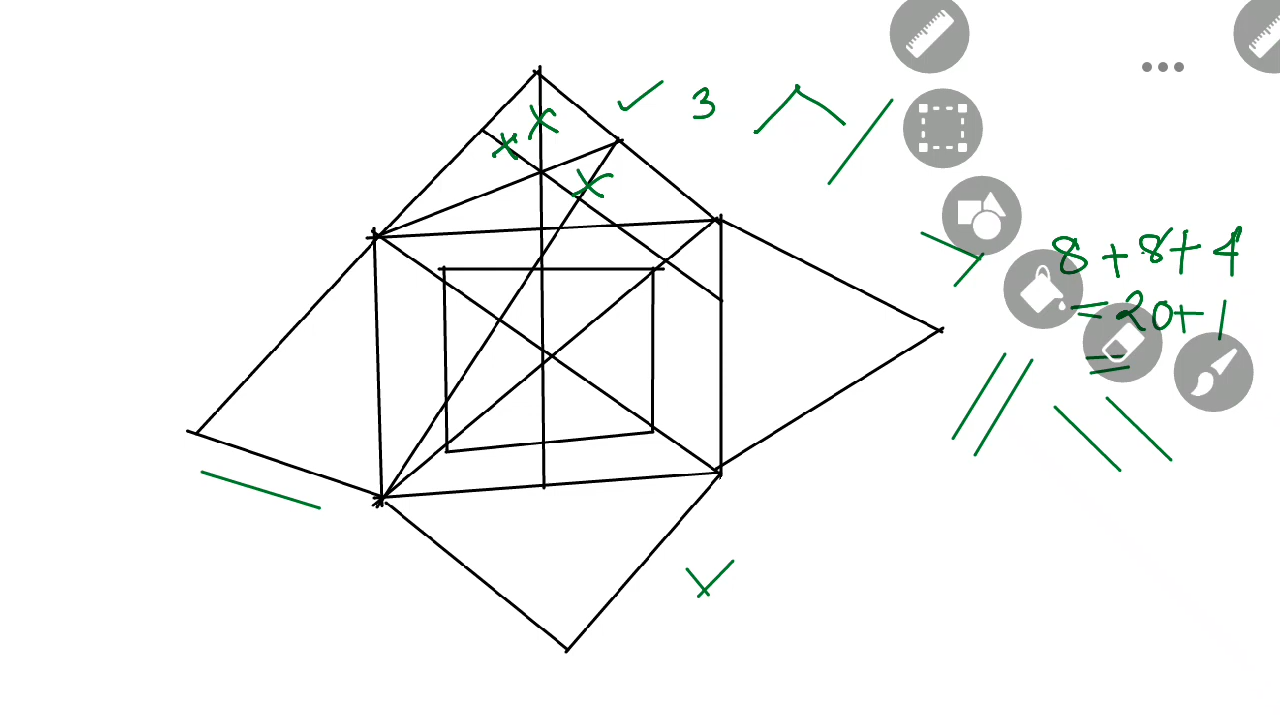 3
8 + 8 + 4
= 20 + 1
=